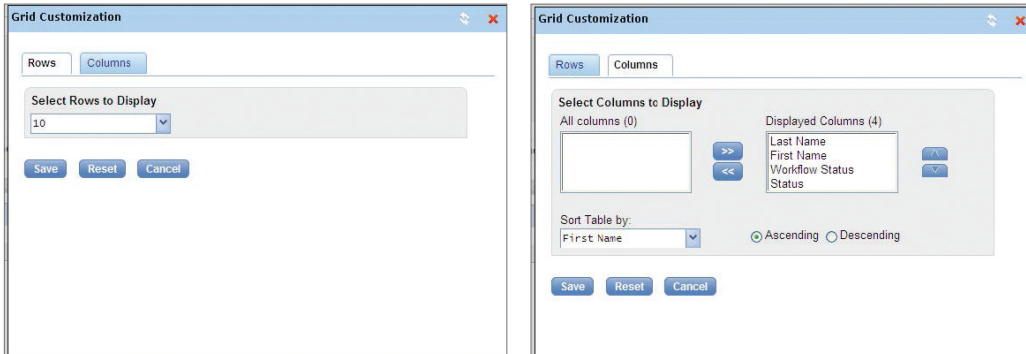 Grid Customization
Rows Columns
Select Rows to Display
10
Save Reset Cancel
Grid Customization
Rows Columns
Select Columns to Display
All columns (0) Displayed Columns (4)
>>
<<
Last Name
First Name
Workflow Status
Status
Sort Table by:
First Name Ascending Descending
Save Reset Cancel